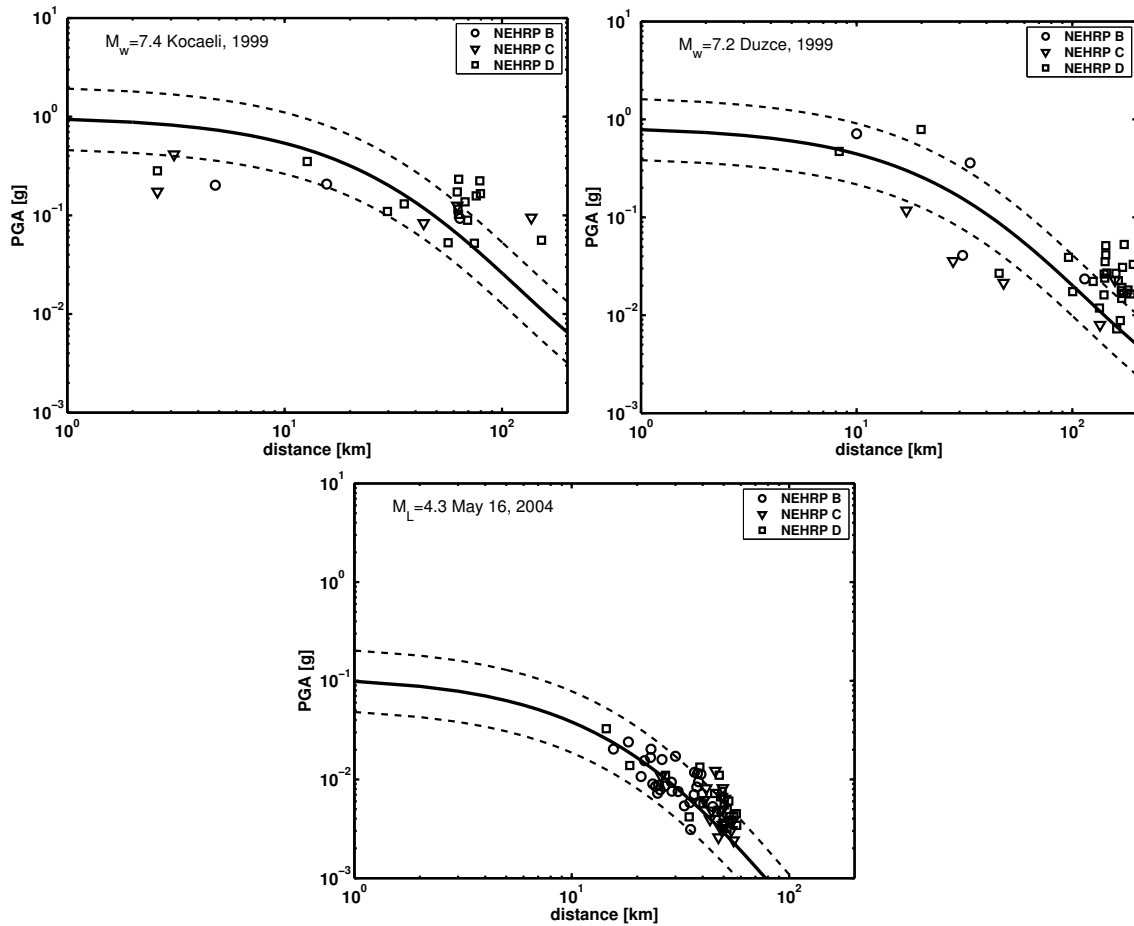 M_w=7.4 Kocaeli, 1999
NEHRP B
NEHRP C
NEHRP D
10^1
10^0
10^-1
10^-2
10^-3
PGA [g]
10^0
10^1
10^2
distance [km]
M_w=7.2 Duzce, 1999
NEHRP B
NEHRP C
NEHRP D
10^1
10^0
10^-1
10^-2
10^-3
PGA [g]
10^0
10^1
10^2
distance [km]
M_L=4.3 May 16, 2004
NEHRP B
NEHRP C
NEHRP D
10^1
10^0
10^-1
10^-2
10^-3
PGA [g]
10^0
10^1
10^2
distance [km]